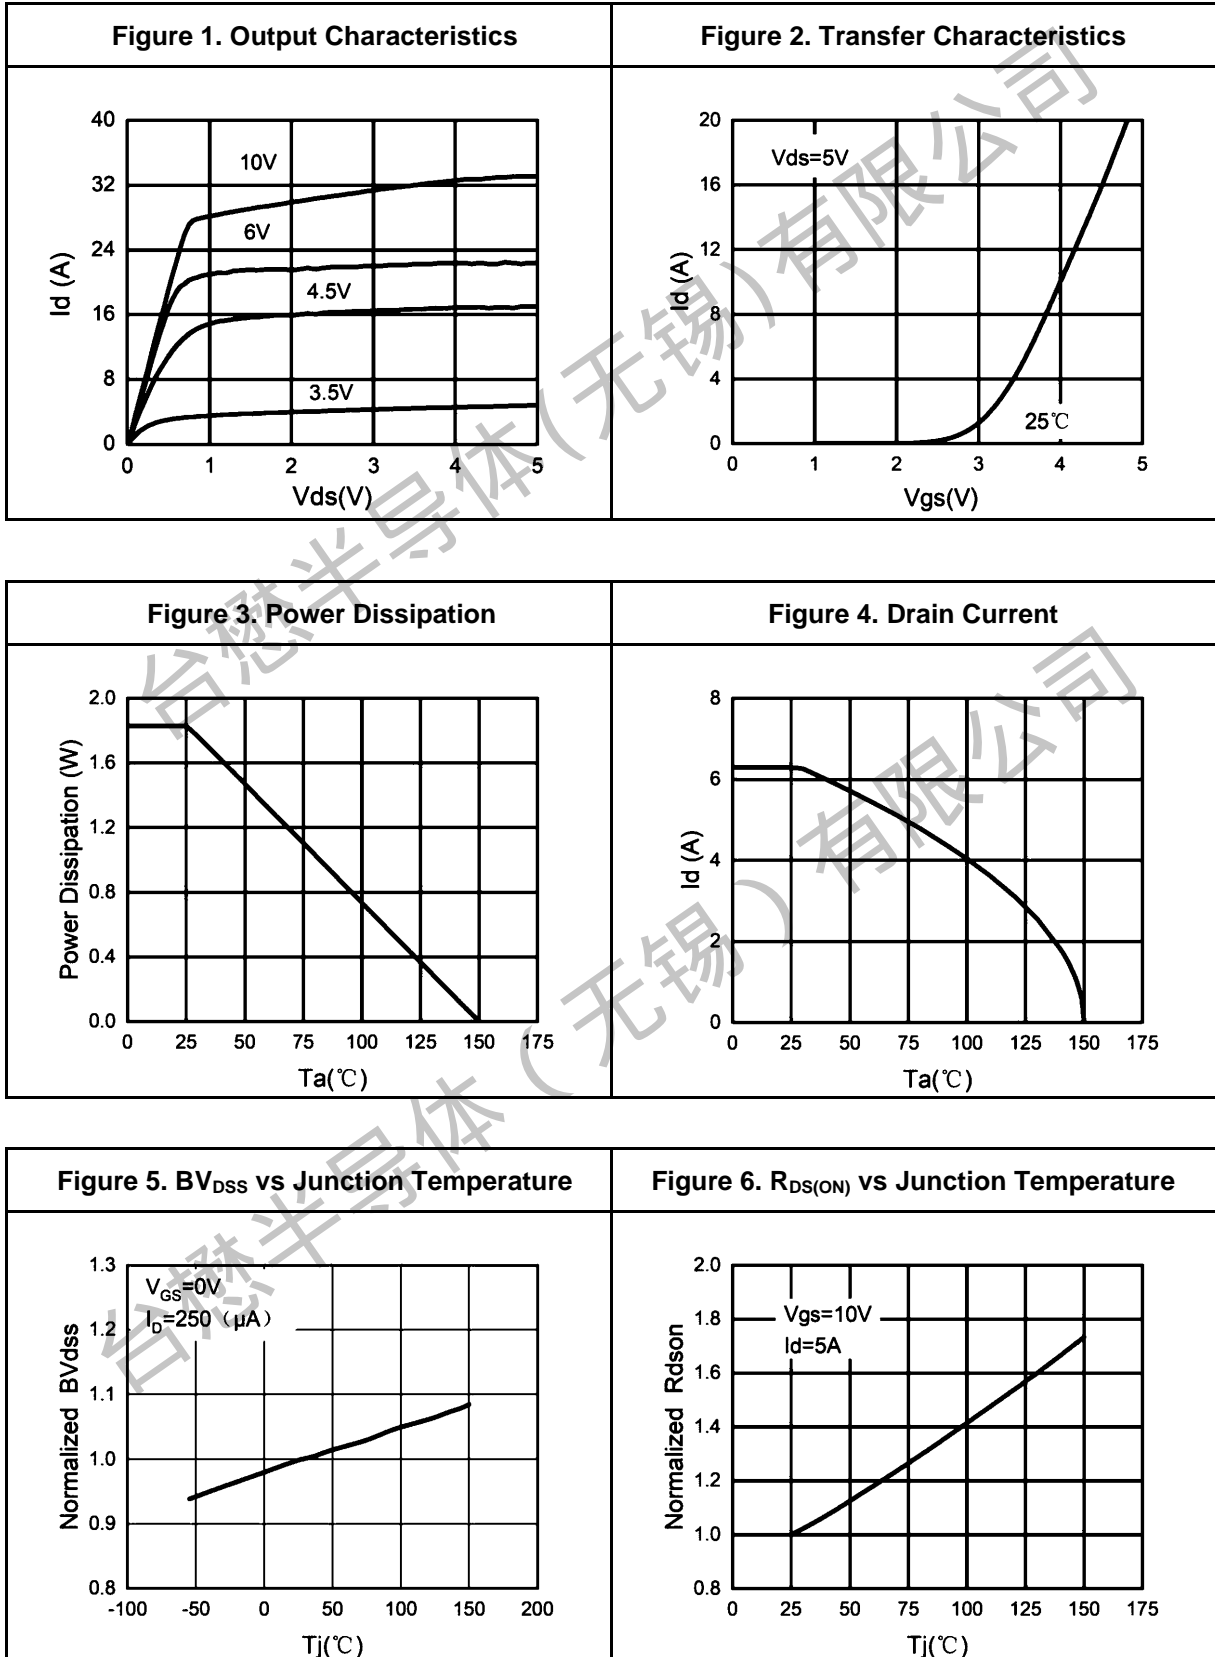 Figure 1. Output Characteristics
Figure 2. Transfer Characteristics
40
32
24
16
8
0
0
1
2
3
4
5
Id (A)
Vds(V)
10V
6V
4.5V
3.5V
20
16
12
8
4
0
0
1
2
3
4
5
Id (A)
Vgs(V)
Vds=5V
25℃
Figure 3. Power Dissipation
Figure 4. Drain Current
2.0
1.6
1.2
0.8
0.4
0.0
0
25
50
75
100
125
150
175
Power Dissipation (W)
Ta(℃)
8
6
4
2
0
0
25
50
75
100
125
150
175
Id (A)
Ta(℃)
Figure 5. BVDSS vs Junction Temperature
Figure 6. RDS(ON) vs Junction Temperature
1.3
1.2
1.1
1.0
0.9
0.8
-100
-50
0
50
100
150
200
Normalized BVdss
Tj(℃)
VGS=0V
ID=250（μA）
2.0
1.8
1.6
1.4
1.2
1.0
0.8
0
25
50
75
100
125
150
175
Normalized Rdson
Tj(℃)
Vgs=10V
Id=5A
台懋半导体(无锡)有限公司
台懋半导体（无锡）有限公司